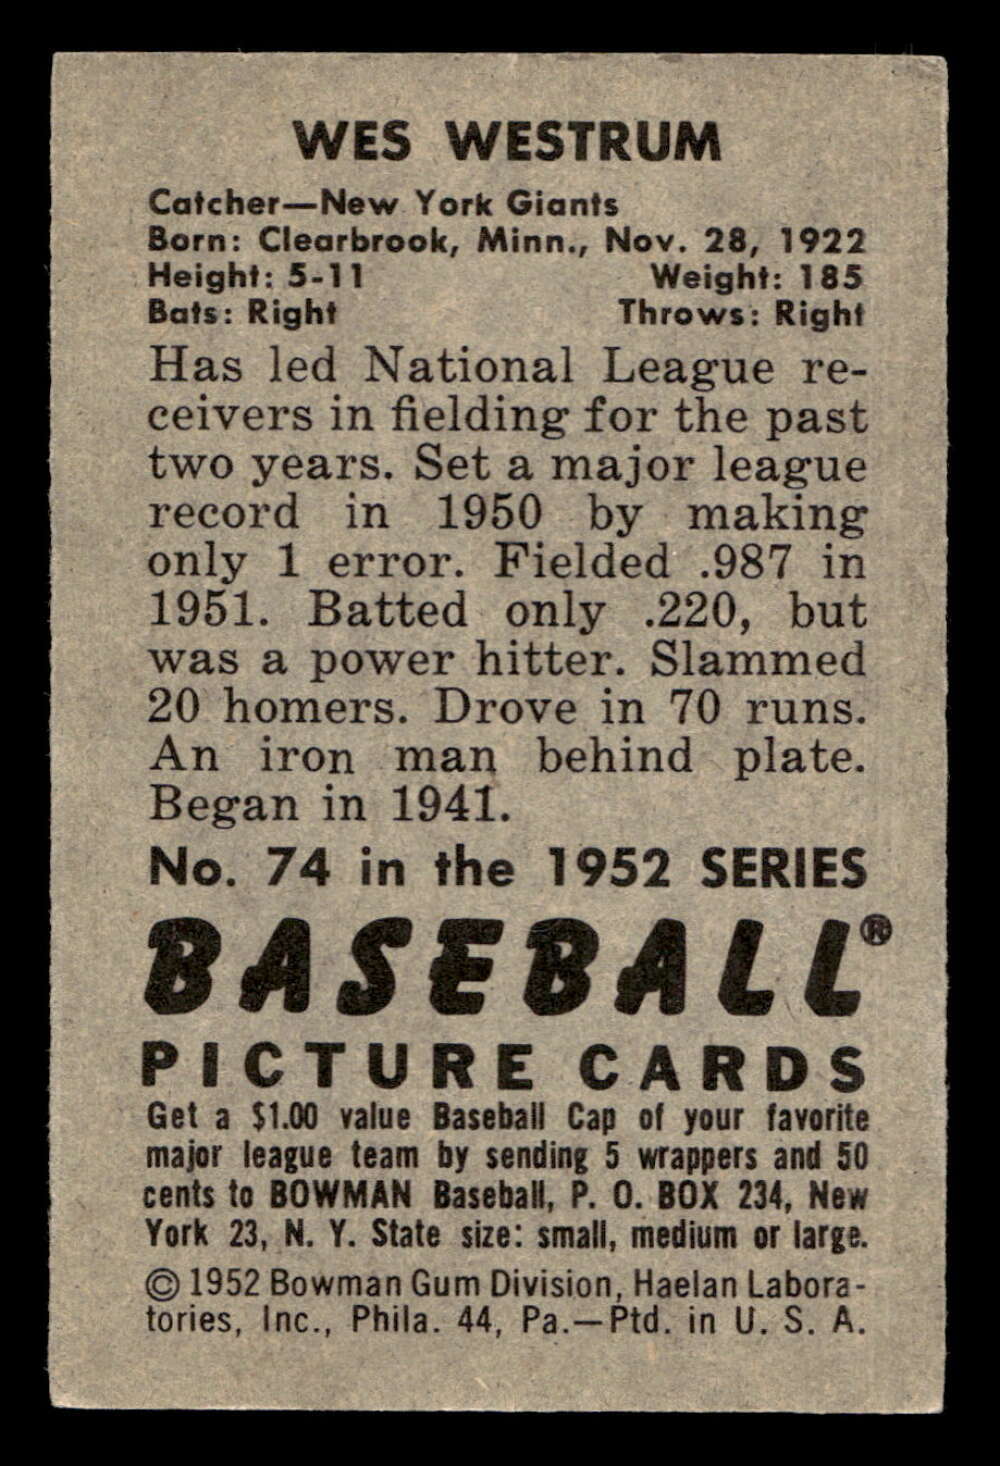 WES WESTRUM
Catcher—New York Giants
Born: Clearbrook, Minn., Nov. 28, 1922
Height: 5-11 Weight: 185
Bats: Right Throws: Right
Has led National League re-
ceivers in fielding for the past
two years. Set a major league
record in 1950 by making
only 1 error. Fielded .987 in
1951. Batted only .220, but
was a power hitter. Slammed
20 homers. Drove in 70 runs.
An iron man behind plate.
Began in 1941.
No. 74 in the 1952 SERIES
BASEBALL®
PICTURE CARDS
Get a $1.00 value Baseball Cap of your favorite
major league team by sending 5 wrappers and 50
cents to BOWMAN Baseball, P. O. BOX 234, New
York 23, N. Y. State size: small, medium or large.
© 1952 Bowman Gum Division, Haelan Labora-
tories, Inc., Phila. 44, Pa.—Ptd. in U. S. A.